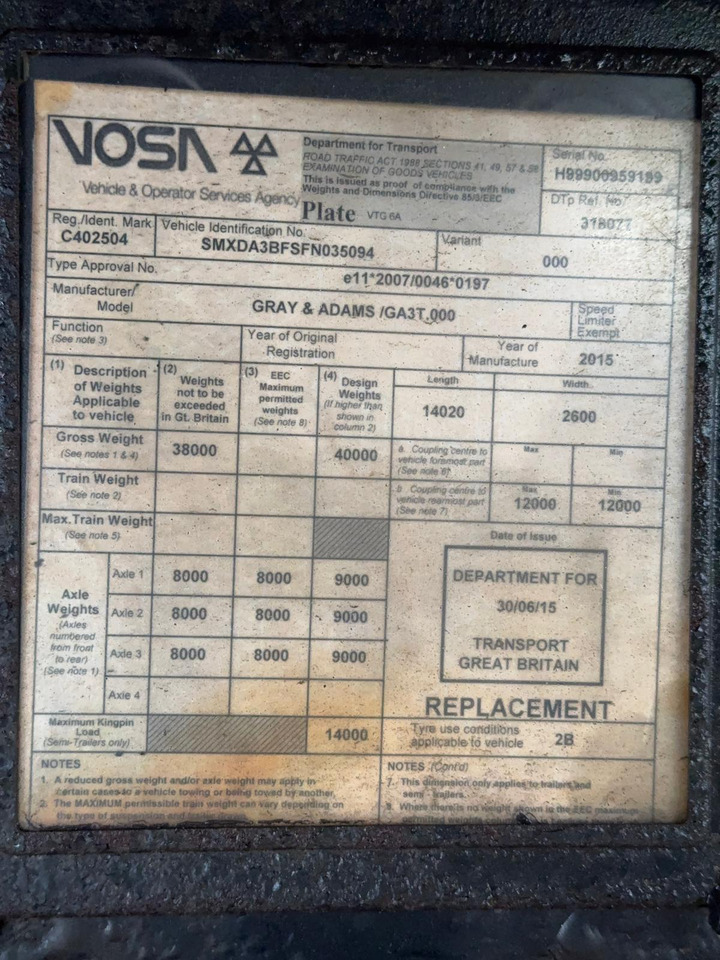 VOSA
Vehicle & Operator Services Agency
Department for Transport
ROAD TRAFFIC ACT 1988 SECTIONS 41, 49, 57 & 58
EXAMINATION OF GOODS VEHICLES
This is issued as proof of compliance with the
Weights and Dimensions Directive 85/3/EEC
Plate VTG 6A
Serial No.
H99900959199
DTp Ref. No.
318077
Reg./Ident. Mark
C402504
Vehicle Identification No.
SMXDA3BFSFN035094
Variant
000
Type Approval No.
e11*2007/0046*0197
Manufacturer/
Model
GRAY & ADAMS /GA3T.000
Speed
Limiter
Exempt
Function
(See note 3)
Year of Original
Registration
Year of
Manufacture
2015
(1) Description
of Weights
Applicable
to vehicle
(2) Weights
not to be
exceeded
in Gt. Britain
(3) EEC
Maximum
permitted
weights
(See note 8)
(4) Design
Weights
(If higher than
shown in
column 2)
Length
14020
Width
2600
Gross Weight
(See notes 1 & 4)
38000
40000
a Coupling centre to
vehicle foremost part
(See note 6)
Max
Min
Train Weight
(See note 2)
b Coupling centre to
vehicle rearmost part
(See note 7)
Max
12000
Min
12000
Max.Train Weight
(See note 5)
Axle
Weights
(Axles
numbered
from front
to rear)
(See note 1)
Axle 1 8000 8000 9000
Axle 2 8000 8000 9000
Axle 3 8000 8000 9000
Axle 4
Maximum Kingpin
Load
(Semi-Trailers only)
14000
Date of Issue
DEPARTMENT FOR
30/06/15
TRANSPORT
GREAT BRITAIN
REPLACEMENT
Tyre use conditions
applicable to vehicle
2B
NOTES
1. A reduced gross weight and/or axle weight may apply in
certain cases to a vehicle towing or being towed by another.
2. The MAXIMUM permissible train weight can vary depending on
the type of suspension and
NOTES (Cont'd)
7. This dimension only applies to trailers and
semi - trailers.
8. Where there is no weight shown in the EEC maximum
permitted